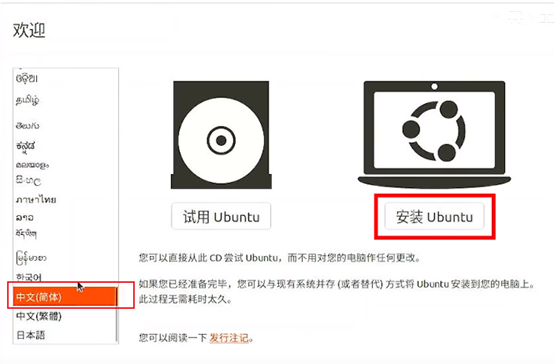 欢迎
ଓଡ଼ିଆ
தமிழ்
తెలుగు
ಕನ್ನಡ
മലയാളം
සිංහල
ภาษาไทย
ລາວ
မြန်မာစာ
한국어
中文(简体)
中文(繁體)
日本語
试用 Ubuntu
安装 Ubuntu
您可以直接从此 CD 尝试 Ubuntu，而不用对您的电脑作任何更改。
如果您已经准备完毕，您可以与现有系统并存 (或者替代) 方式将 Ubuntu 安装到您的电脑上。
此过程无需耗时太久。
您可以阅读一下 发行注记。